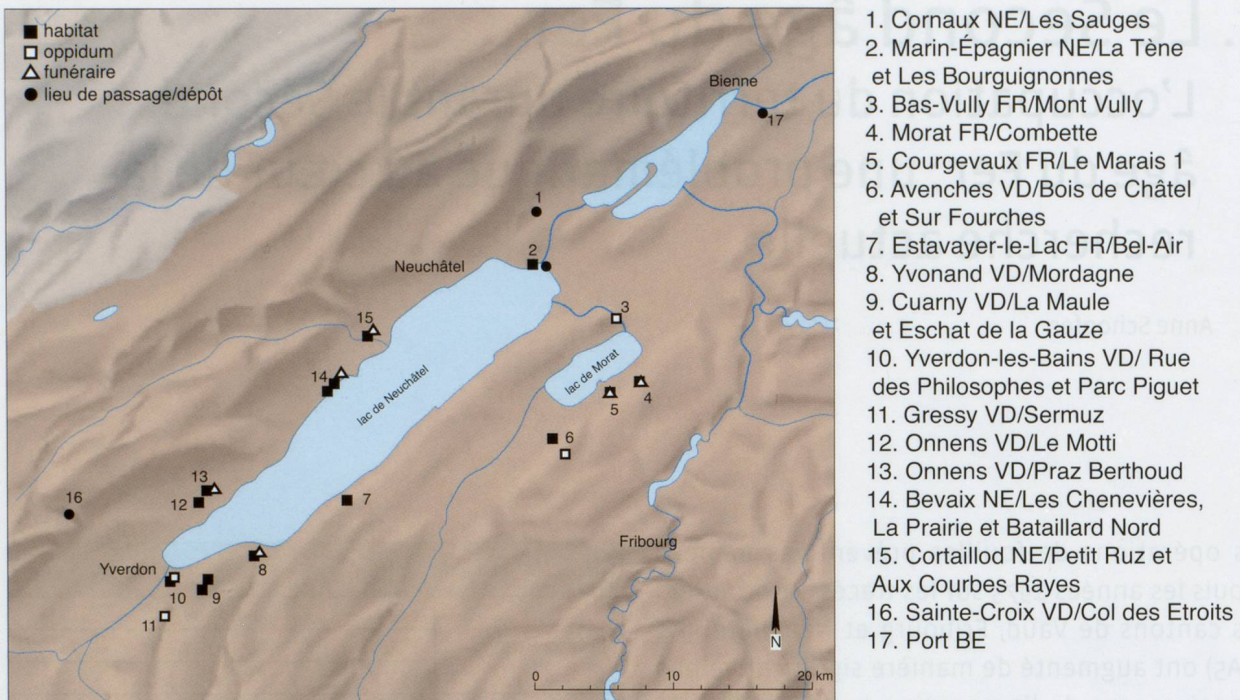 habitat
oppidum
funéraire
lieu de passage/dépôt
Bienne
17
1
2
Neuchâtel
3
15
14
lac de Neuchâtel
lac de Morat
4
5
6
13
12
16
7
Fribourg
Yverdon
8
10
9
11
N
0 10 20 km
1. Cornaux NE/Les Sauges
2. Marin-Épagnier NE/La Tène
et Les Bourguignonnes
3. Bas-Vully FR/Mont Vully
4. Morat FR/Combette
5. Courgevaux FR/Le Marais 1
6. Avenches VD/Bois de Châtel
et Sur Fourches
7. Estavayer-le-Lac FR/Bel-Air
8. Yvonand VD/Mordagne
9. Cuarny VD/La Maule
et Eschat de la Gauze
10. Yverdon-les-Bains VD/ Rue
des Philosophes et Parc Piguet
11. Gressy VD/Sermuz
12. Onnens VD/Le Motti
13. Onnens VD/Praz Berthoud
14. Bevaix NE/Les Chenevières,
La Prairie et Bataillard Nord
15. Cortaillod NE/Petit Ruz et
Aux Courbes Rayes
16. Sainte-Croix VD/Col des Etroits
17. Port BE